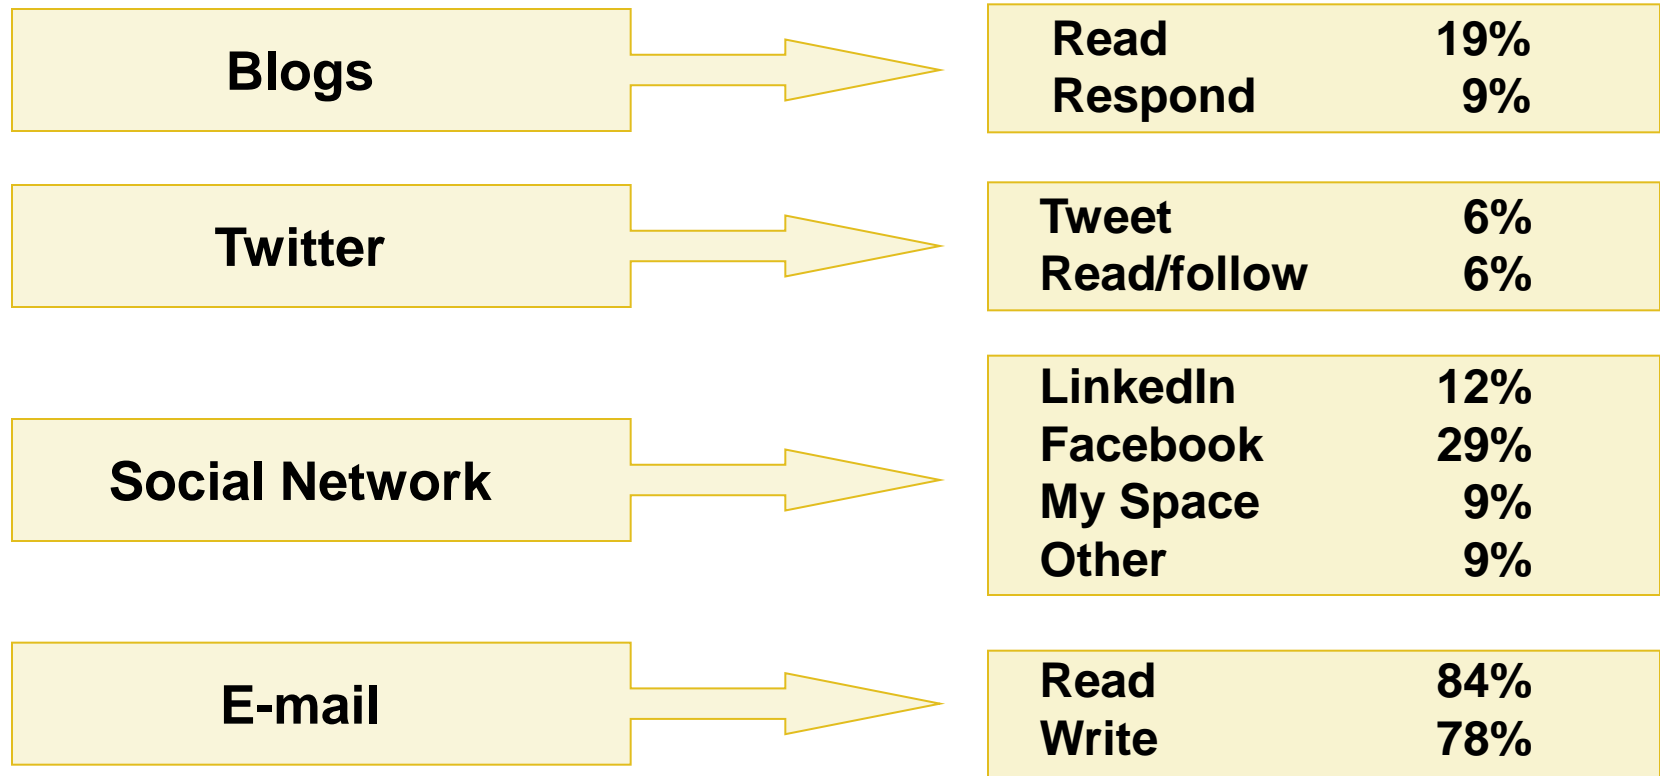 Blogs
Read 19%
Respond 9%
Twitter
Tweet 6%
Read/follow 6%
Social Network
LinkedIn 12%
Facebook 29%
My Space 9%
Other 9%
E-mail
Read 84%
Write 78%